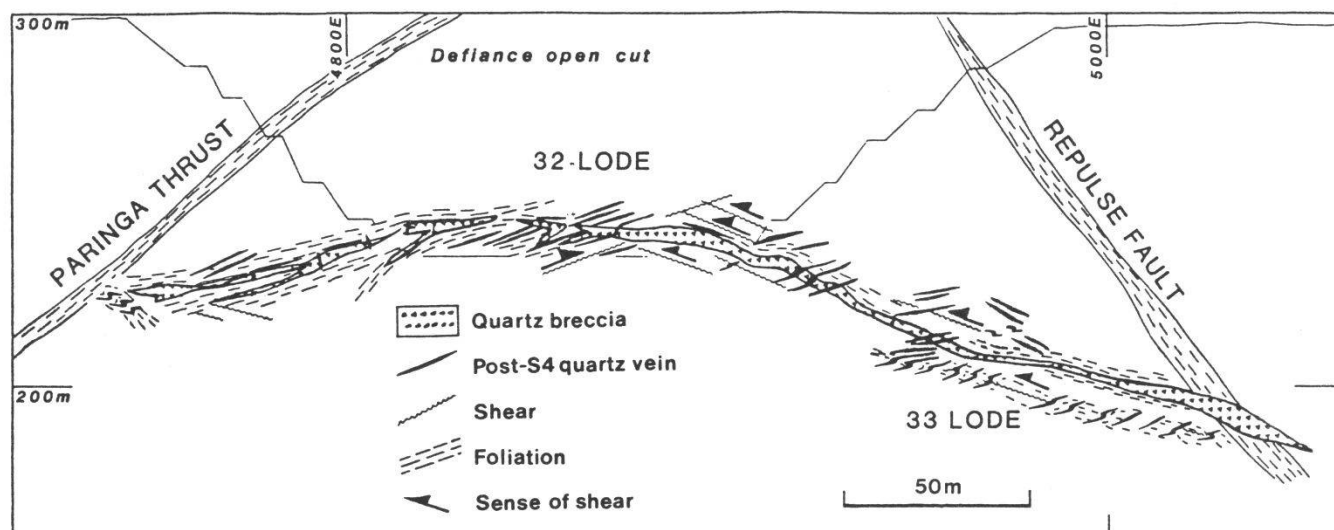 300m
4800E
Defiance open cut
5000E
PARINGA THRUST
32-LODE
REPULSE FAULT
Quartz breccia
Post-S4 quartz vein
200m
Shear
33 LODE
Foliation
50m
Sense of shear